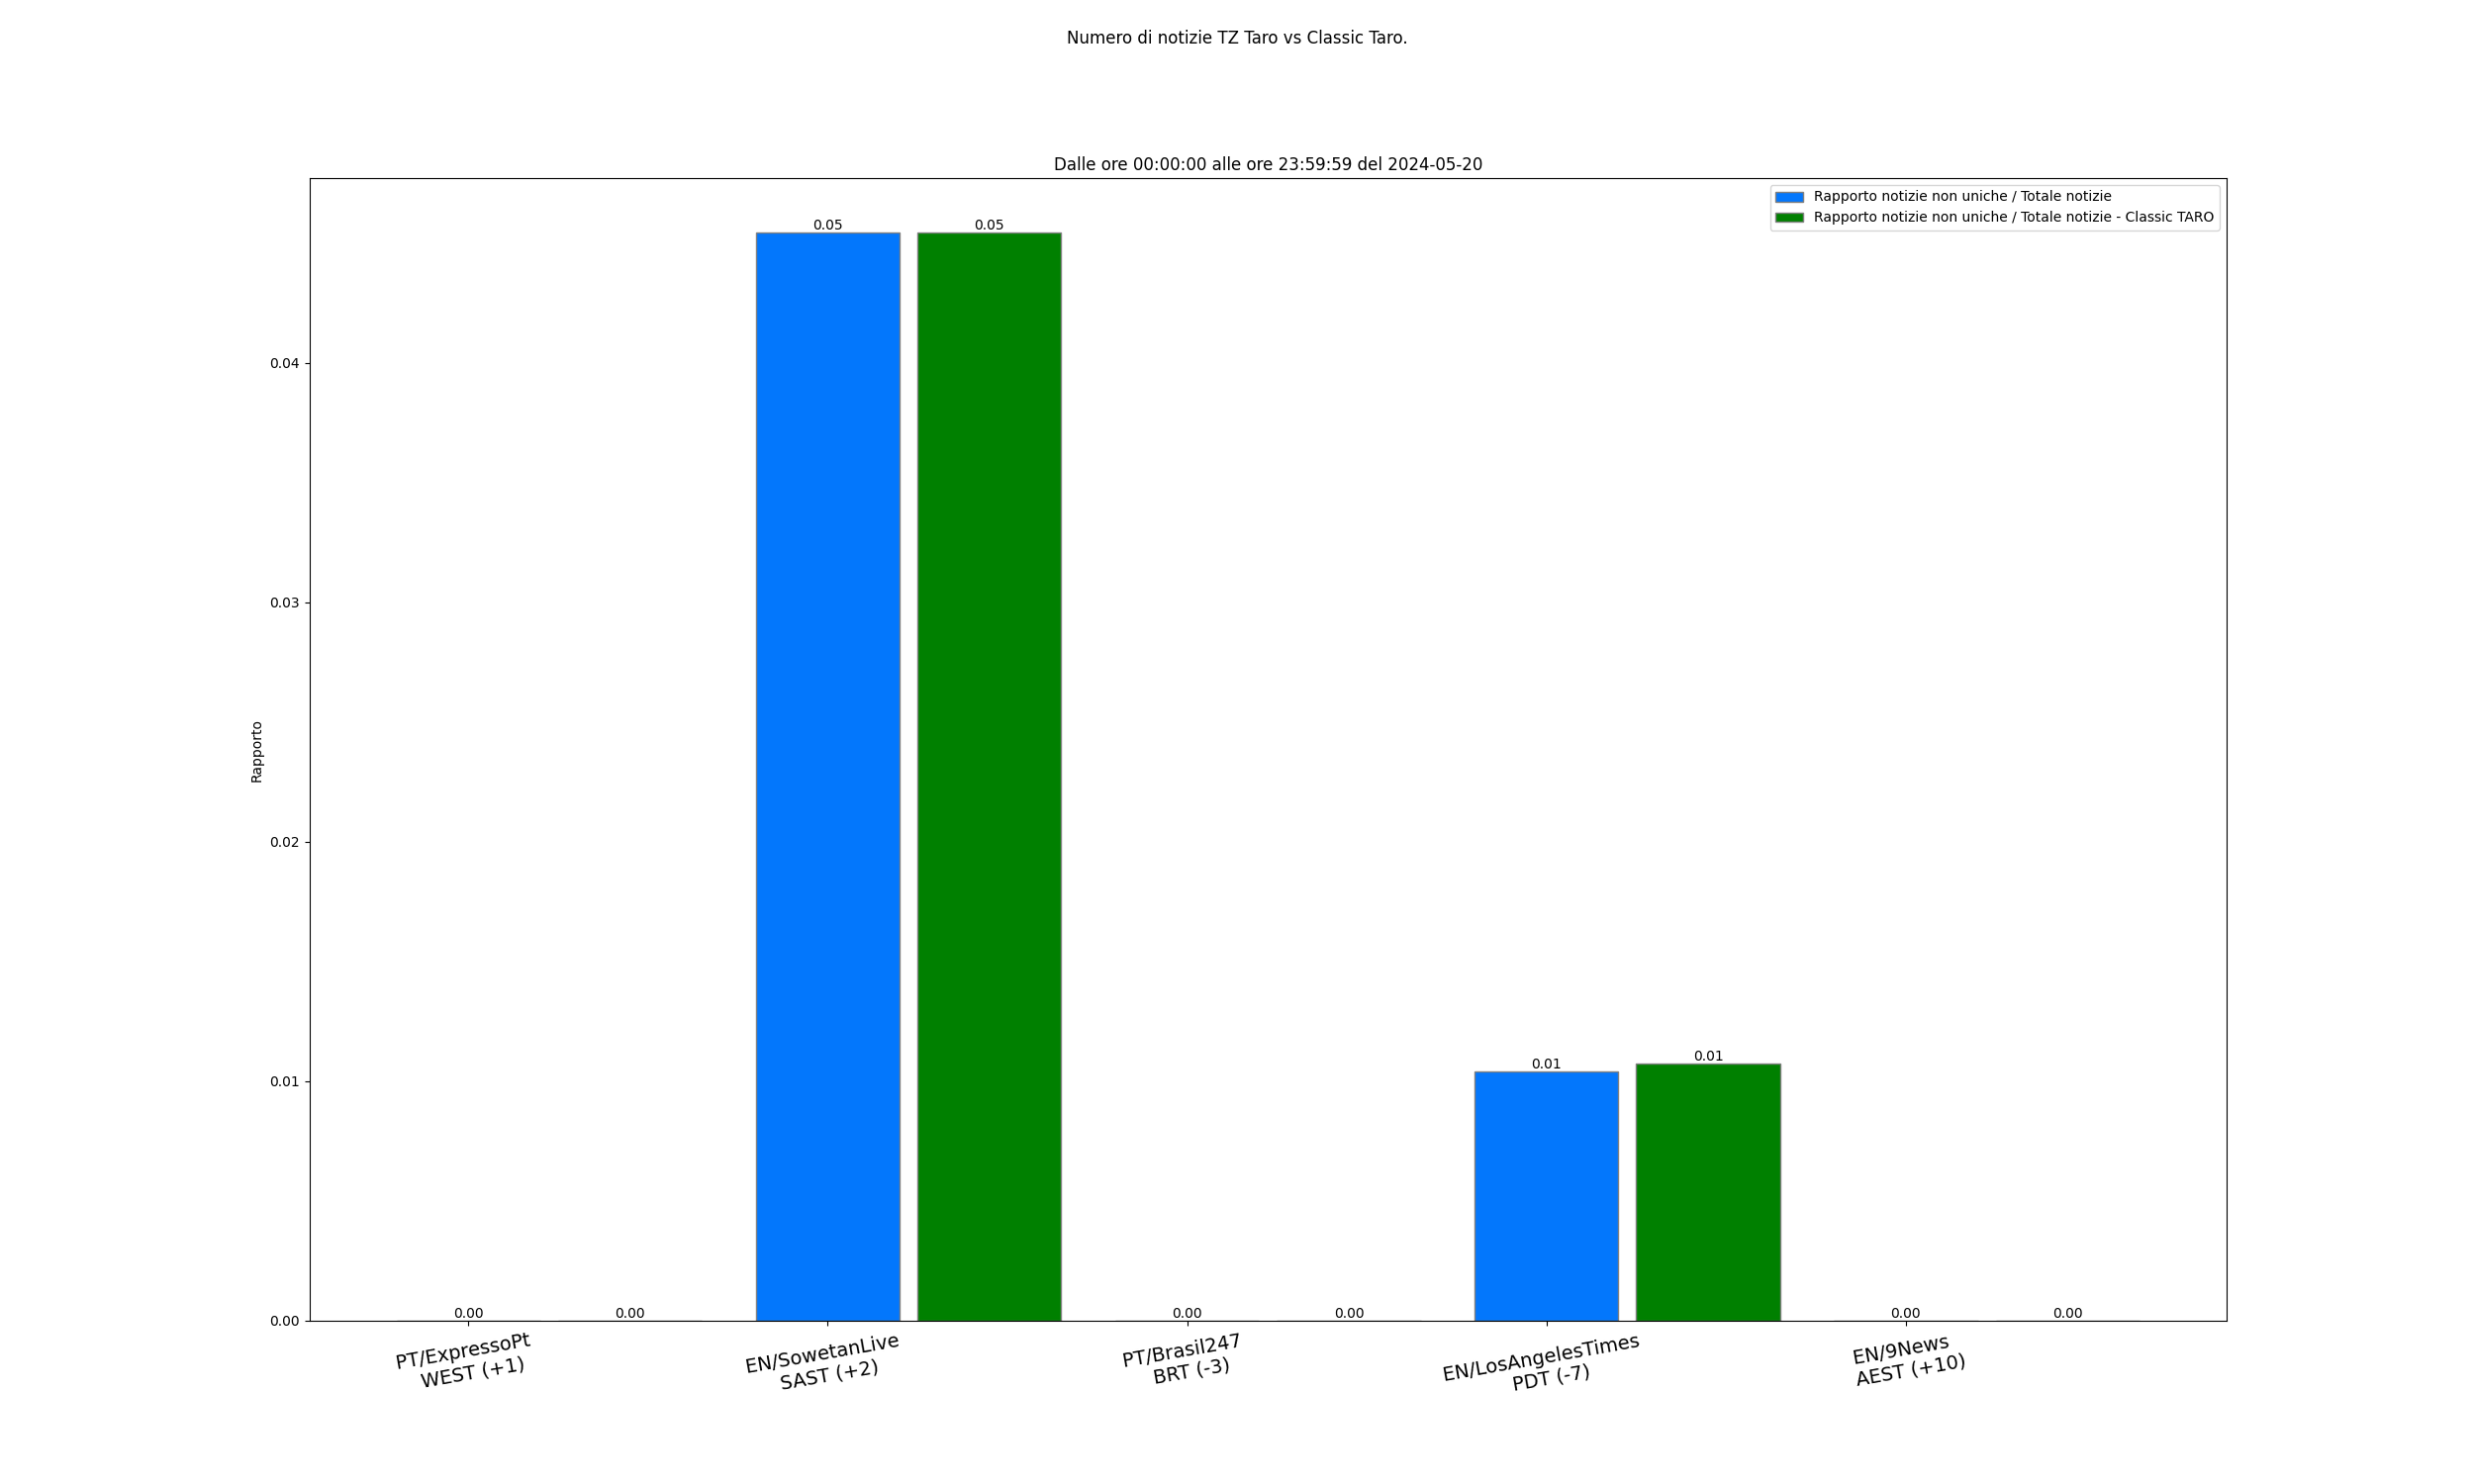 Numero di notizie TZ Taro vs Classic Taro.
Dalle ore 00:00:00 alle ore 23:59:59 del 2024-05-20
Rapporto notizie non uniche / Totale notizie
Rapporto notizie non uniche / Totale notizie - Classic TARO
Rapporto
0.04
0.03
0.02
0.01
0.00
0.00
0.00
0.05
0.05
0.00
0.00
0.01
0.01
0.00
0.00
PT/ExpressoPt
WEST (+1)
EN/SowetanLive
SAST (+2)
PT/Brasil247
BRT (-3)
EN/LosAngelesTimes
PDT (-7)
EN/9News
AEST (+10)